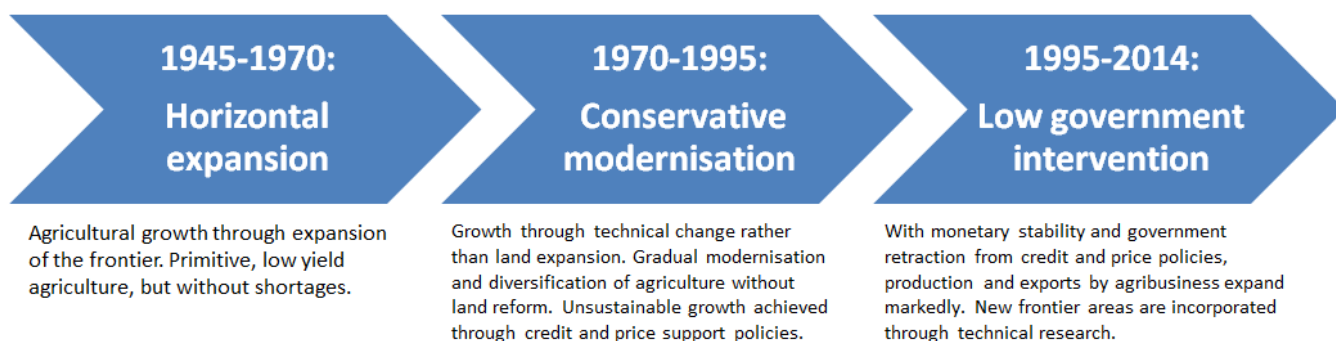 1945-1970:
Horizontal
expansion
Agricultural growth through expansion
of the frontier. Primitive, low yield
agriculture, but without shortages.
1970-1995:
Conservative
modernisation
Growth through technical change rather
than land expansion. Gradual modernisation
and diversification of agriculture without
land reform. Unsustainable growth achieved
through credit and price support policies.
1995-2014:
Low government
intervention
With monetary stability and government
retraction from credit and price policies,
production and exports by agribusiness expand
markedly. New frontier areas are incorporated
through technical research.